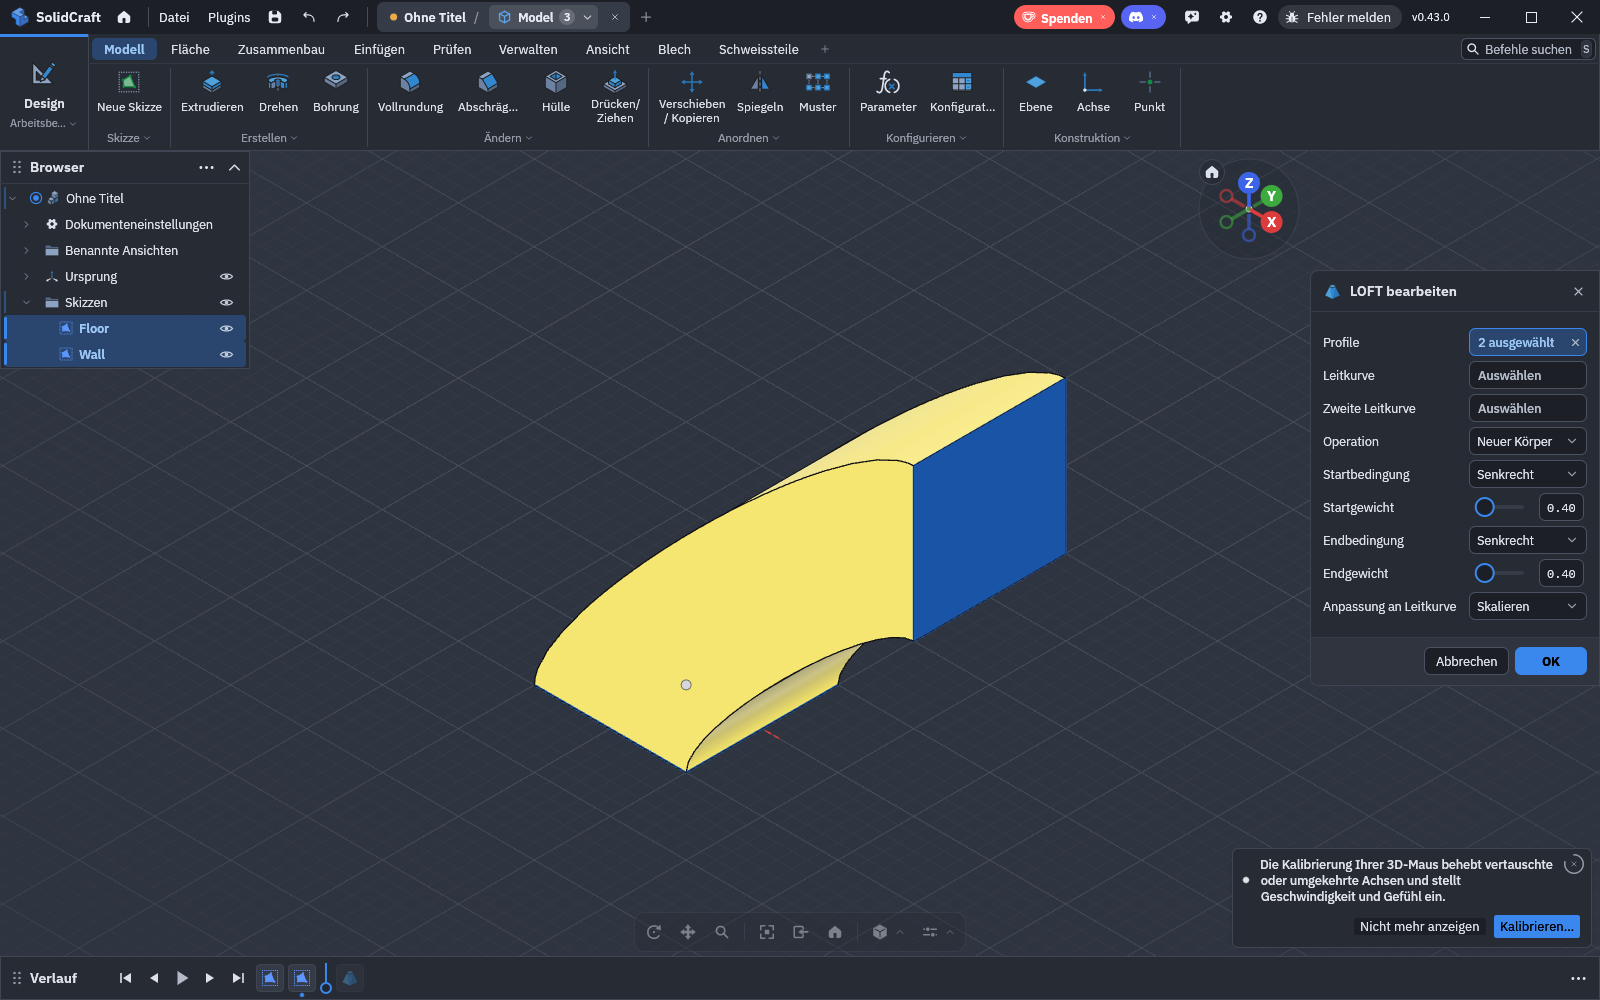 SolidCraft
Datei
Plugins
Ohne Titel /
Model 3
Spenden
Fehler melden
v0.43.0
Modell
Fläche
Zusammenbau
Einfügen
Prüfen
Verwalten
Ansicht
Blech
Schweissteile
Befehle suchen S
Design
Arbeitsbe...
Neue Skizze
Extrudieren
Drehen
Bohrung
Vollrundung
Abschräg...
Hülle
Drücken/
Ziehen
Verschieben
/ Kopieren
Spiegeln
Muster
Parameter
Konfigurat...
Ebene
Achse
Punkt
Skizze
Erstellen
Ändern
Anordnen
Konfigurieren
Konstruktion
Browser
Ohne Titel
Dokumenteneinstellungen
Benannte Ansichten
Ursprung
Skizzen
Floor
Wall
Z
Y
X
LOFT bearbeiten
Profile
2 ausgewählt
Leitkurve
Auswählen
Zweite Leitkurve
Auswählen
Operation
Neuer Körper
Startbedingung
Senkrecht
Startgewicht
0.40
Endbedingung
Senkrecht
Endgewicht
0.40
Anpassung an Leitkurve
Skalieren
Abbrechen
OK
Die Kalibrierung Ihrer 3D-Maus behebt vertauschte
oder umgekehrte Achsen und stellt
Geschwindigkeit und Gefühl ein.
Nicht mehr anzeigen
Kalibrieren...
Verlauf